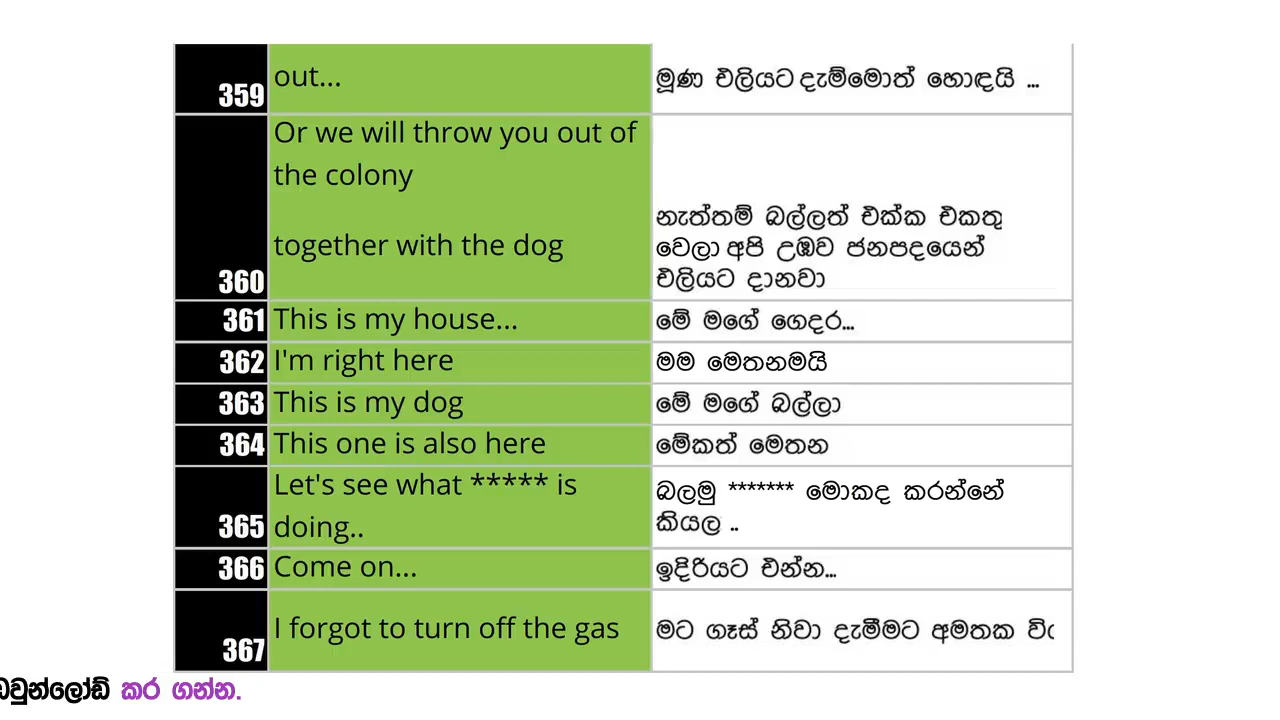 359 out... මූණ එලියට දැම්මොත් හොඳයි ...
Or we will throw you out of
the colony
together with the dog
360
නැත්තම් බල්ලත් එක්ක එකතු
වෙලා අපි උඹව ජනපදයෙන්
එලියට දානවා
361 This is my house... මේ මගේ ගෙදර...
362 I'm right here මම මෙතනමයි
363 This is my dog මේ මගේ බල්ලා
364 This one is also here මේකත් මෙතන
Let's see what ***** is
365 doing..
බලමු ******* මොකද කරන්නේ
කියල ..
366 Come on... ඉදිරියට එන්න...
367 I forgot to turn off the gas මට ගෑස් නිවා දැමීමට අමතක
කර ගන්න.